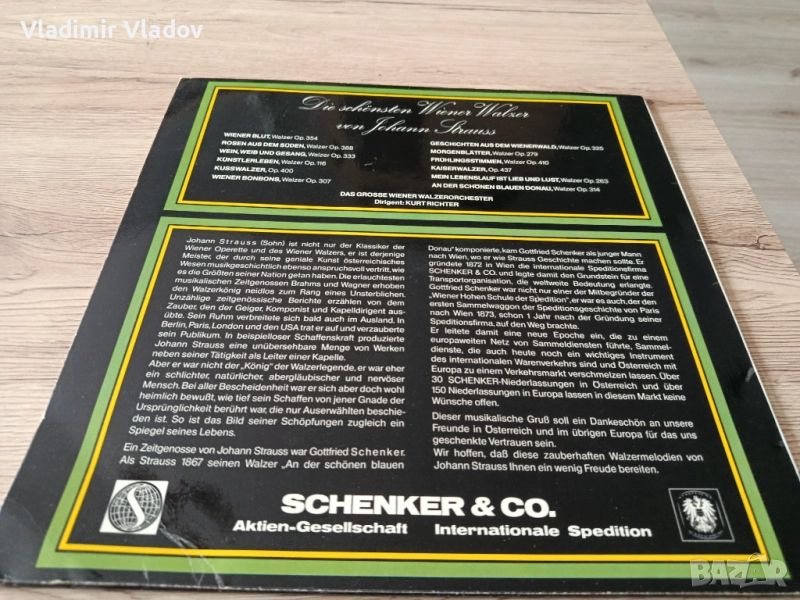 Vladimir Vladov
Die schönsten Wiener Walzer
von Johann Strauss
WIENER BLUT, Walzer Op. 354
ROSEN AUS DEM SÜDEN, Walzer Op. 388
WEIN, WEIB UND GESANG, Walzer Op. 333
KÜNSTLERLEBEN, Walzer Op. 116
KUSSWALZER, Op. 400
WIENER BONBONS, Walzer Op. 307
GESCHICHTEN AUS DEM WIENERWALD, Walzer Op. 325
MORGENBLÄTTER, Walzer Op. 279
FRÜHLINGSSTIMMEN, Walzer Op. 410
KAISERWALZER, Op. 437
MEIN LEBENSLAUF IST LIEB UND LUST, Walzer Op. 263
AN DER SCHÖNEN BLAUEN DONAU, Walzer Op. 314
DAS GROSSE WIENER WALZERORCHESTER
Dirigent: KURT RICHTER
Johann Strauss (Sohn) ist nicht nur der Klassiker der
Wiener Operette und des Wiener Walzers, er ist derjenige
Meister, der durch seine geniale Kunst österreichisches
Wesen musikgeschichtlich ebenso anspruchsvoll vertritt, wie
es die Größten seiner Nation getan haben. Die erlauchtesten
musikalischen Zeitgenossen Brahms und Wagner erhoben
den Walzerkönig neidlos zum Rang eines Unsterblichen.
Unzählige zeitgenössische Berichte erzählen von dem
Zauber, den der Geiger, Komponist und Kapelldirigent ausübte.
Sein Ruhm verbreitete sich bald auch im Ausland. In
Berlin, Paris, London und den USA trat er auf und verzauberte
sein Publikum. In beispielloser Schaffenskraft produzierte
Johann Strauss eine unübersehbare Menge von Werken
neben seiner Tätigkeit als Leiter einer Kapelle.
Aber er war nicht der „König" der Walzerlegende, er war eher
ein schlichter, natürlicher, abergläubischer und nervöser
Mensch. Bei aller Bescheidenheit war er sich aber doch wohl
heimlich bewußt, wie tief sein Schaffen von jener Gnade der
Ursprünglichkeit berührt war, die nur Auserwählten beschie-
den ist. So ist das Bild seiner Schöpfungen zugleich ein
Spiegel seines Lebens.
Ein Zeitgenosse von Johann Strauss war Gottfried Schenker.
Als Strauss 1867 seinen Walzer „An der schönen blauen
Donau" komponierte, kam Gottfried Schenker als junger Mann
nach Wien, wo er wie Strauss Geschichte machen sollte. Er
gründete 1872 in Wien die internationale Speditionsfirma
SCHENKER & CO. und legte damit den Grundstein für eine
Transportorganisation, die weltweite Bedeutung erlangte.
Gottfried Schenker war nicht nur einer der Mitbegründer der
„Wiener Hohen Schule der Spedition", er war es auch, der den
ersten Sammelwaggon der Speditionsgeschichte von Paris
nach Wien 1873, schon 1 Jahr nach der Gründung seiner
Speditionsfirma, auf den Weg brachte.
Er leitete damit eine neue Epoche ein, die zu einem
europaweiten Netz von Sammeldiensten führte, Sammel-
dienste, die auch heute noch ein wichtiges Instrument
des internationalen Warenverkehrs sind und Österreich mit
Europa zu einem Verkehrsmarkt verschmelzen lassen. Über
30 SCHENKER-Niederlassungen in Österreich und über
150 Niederlassungen in Europa lassen in diesem Markt keine
Wünsche offen.
Dieser musikalische Gruß soll ein Dankeschön an unsere
Freunde in Österreich und im übrigen Europa für das uns
geschenkte Vertrauen sein.
Wir hoffen, daß diese zauberhaften Walzermelodien von
Johann Strauss Ihnen ein wenig Freude bereiten.
SCHENKER & CO.
Aktien-Gesellschaft Internationale Spedition
BAZAR